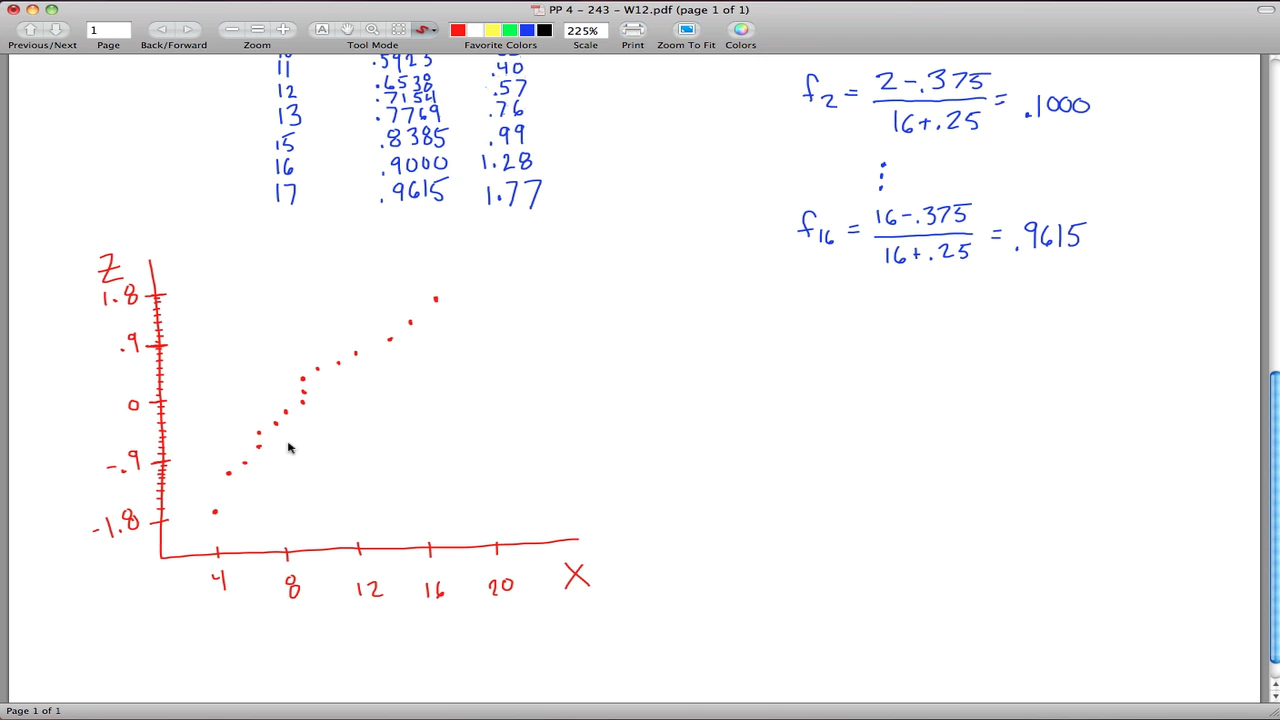 PP 4 - 243 - W12.pdf (page 1 of 1)
1
225%
Previous/Next Page Back/Forward Zoom Tool Mode Favorite Colors Scale Print Zoom To Fit Colors
.5923
11 .6538 .40
12 .7154 .57
13 .7769 .76
15 .8385 .99
16 .9000 1.28
17 .9615 1.77
f2 = 2-.375 / 16+.25 = .1000
⋮
f16 = 16-.375 / 16+.25 = .9615
Z
1.8
.9
0
-.9
-1.8
4 8 12 16 20 X
Page 1 of 1